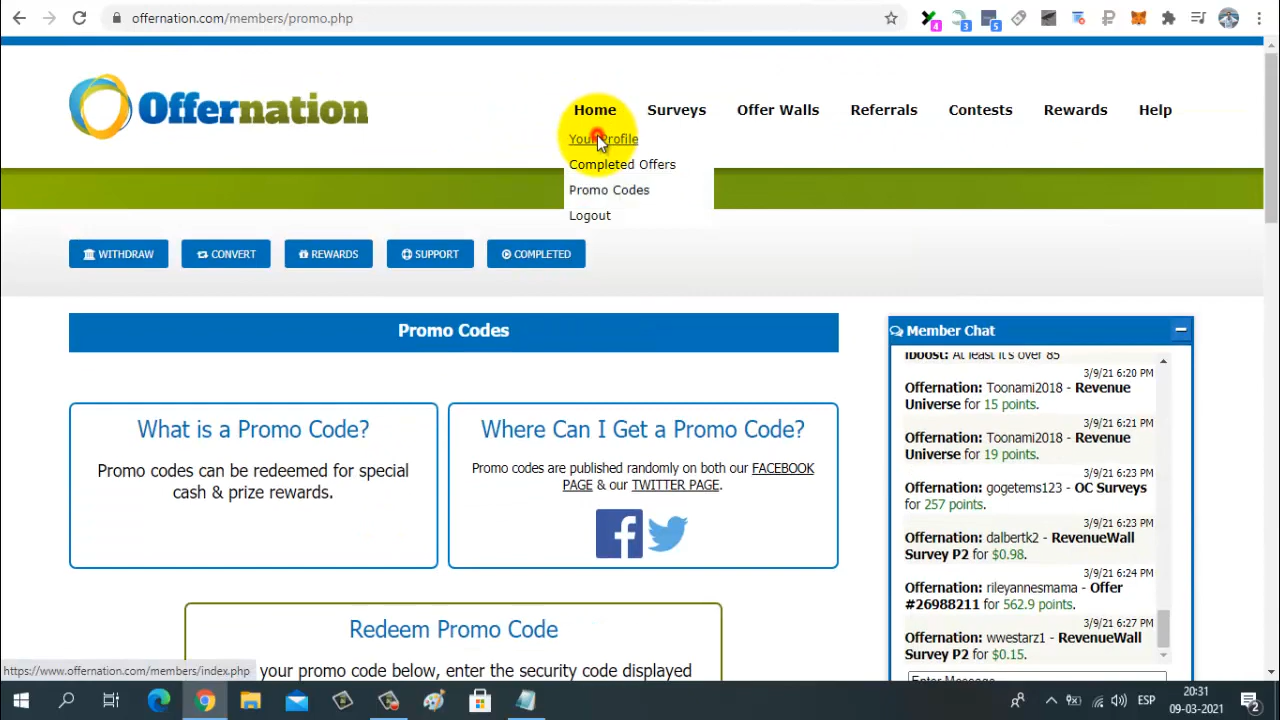 offernation.com/members/promo.php
4
3
5
Offernation
Home Surveys Offer Walls Referrals Contests Rewards Help
Your Profile
Completed Offers
Promo Codes
Logout
WITHDRAW CONVERT REWARDS SUPPORT COMPLETED
Promo Codes
What is a Promo Code?
Promo codes can be redeemed for special
cash & prize rewards.
Where Can I Get a Promo Code?
Promo codes are published randomly on both our FACEBOOK
PAGE & our TWITTER PAGE.
Redeem Promo Code
your promo code below, enter the security code displayed
Member Chat
iboost: At least it's over 85
3/9/21 6:20 PM
Offernation: Toonami2018 - Revenue
Universe for 15 points.
3/9/21 6:21 PM
Offernation: Toonami2018 - Revenue
Universe for 19 points.
3/9/21 6:23 PM
Offernation: gogetems123 - OC Surveys
for 257 points.
3/9/21 6:23 PM
Offernation: dalbertk2 - RevenueWall
Survey P2 for $0.98.
3/9/21 6:24 PM
Offernation: rileyannesmama - Offer
#26988211 for 562.9 points.
3/9/21 6:27 PM
Offernation: wwestarz1 - RevenueWall
Survey P2 for $0.15.
Enter Message
https://www.offernation.com/members/index.php
ESP
20:31
09-03-2021
2